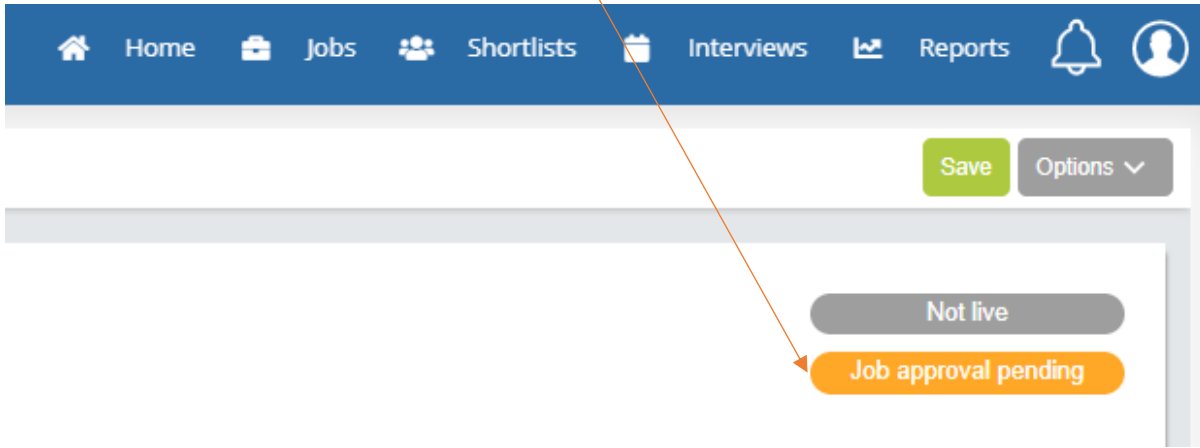 Home Jobs Shortlists Interviews Reports
Save Options
Not live
Job approval pending